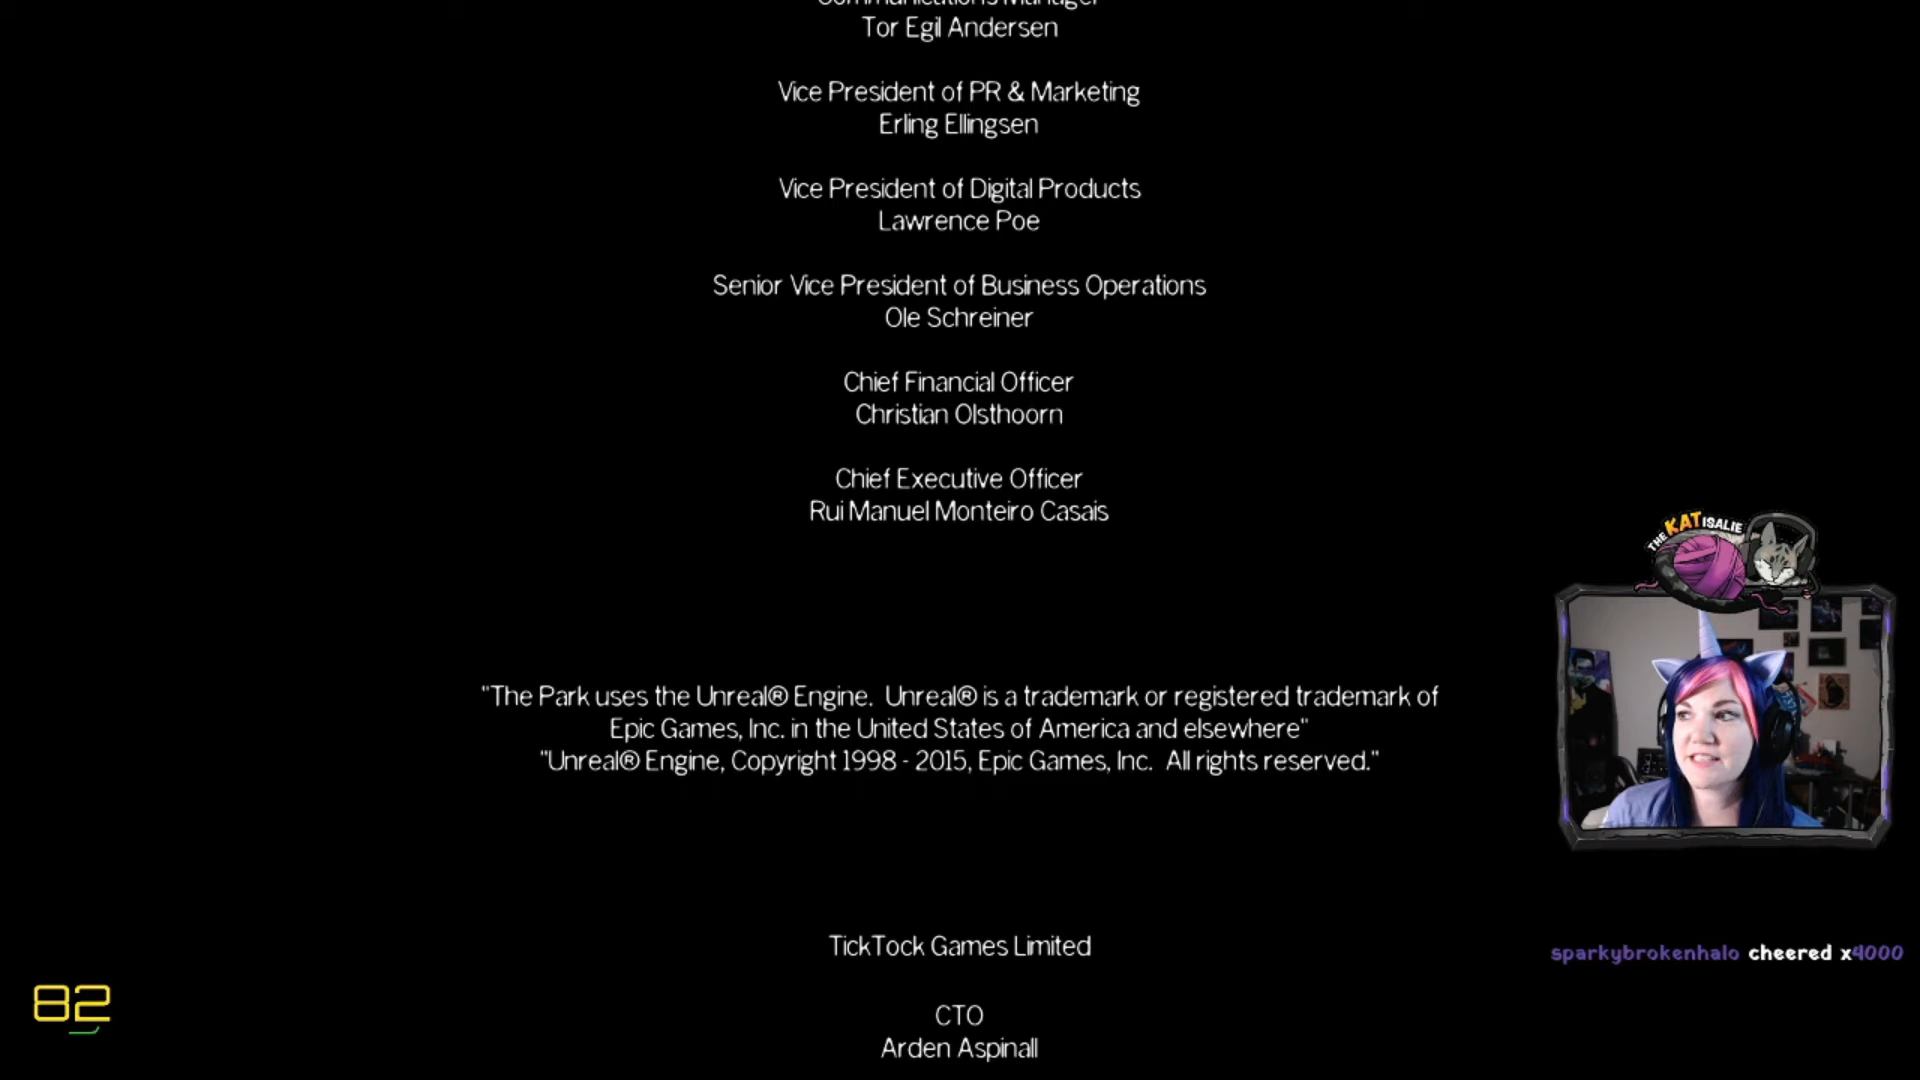 Communications Manager
Tor Egil Andersen
Vice President of PR & Marketing
Erling Ellingsen
Vice President of Digital Products
Lawrence Poe
Senior Vice President of Business Operations
Ole Schreiner
Chief Financial Officer
Christian Olsthoorn
Chief Executive Officer
Rui Manuel Monteiro Casais
THE KATISALIE
"The Park uses the Unreal® Engine.  Unreal® is a trademark or registered trademark of
Epic Games, Inc. in the United States of America and elsewhere"
"Unreal® Engine, Copyright 1998 - 2015, Epic Games, Inc.  All rights reserved."
TickTock Games Limited
sparkybrokenhalo cheered x4000
82
CTO
Arden Aspinall